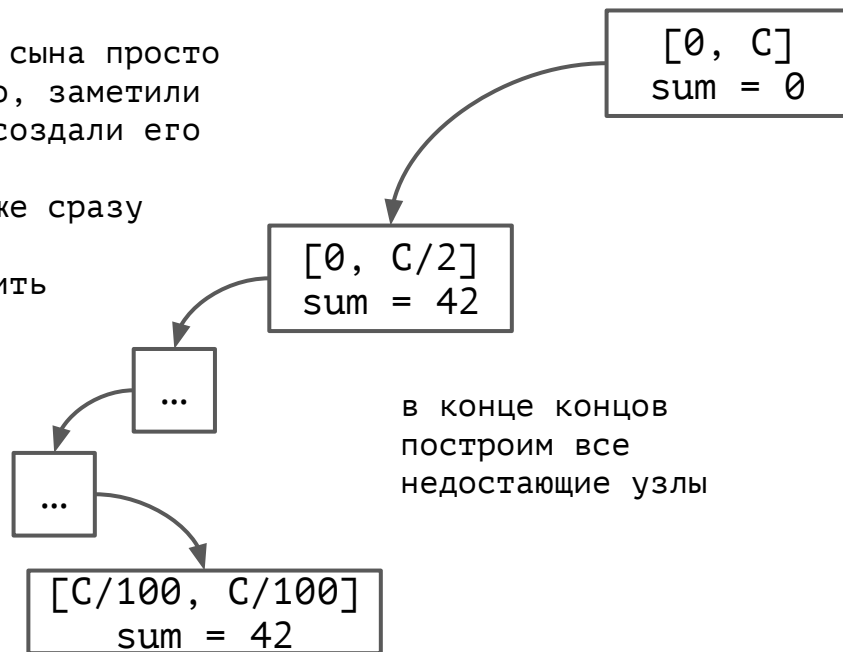 сына просто
о, заметили
создали его
же сразу
ить
[0, C]
sum = 0
[0, C/2]
sum = 42
...
в конце концов
построим все
недостающие узлы
...
[C/100, C/100]
sum = 42